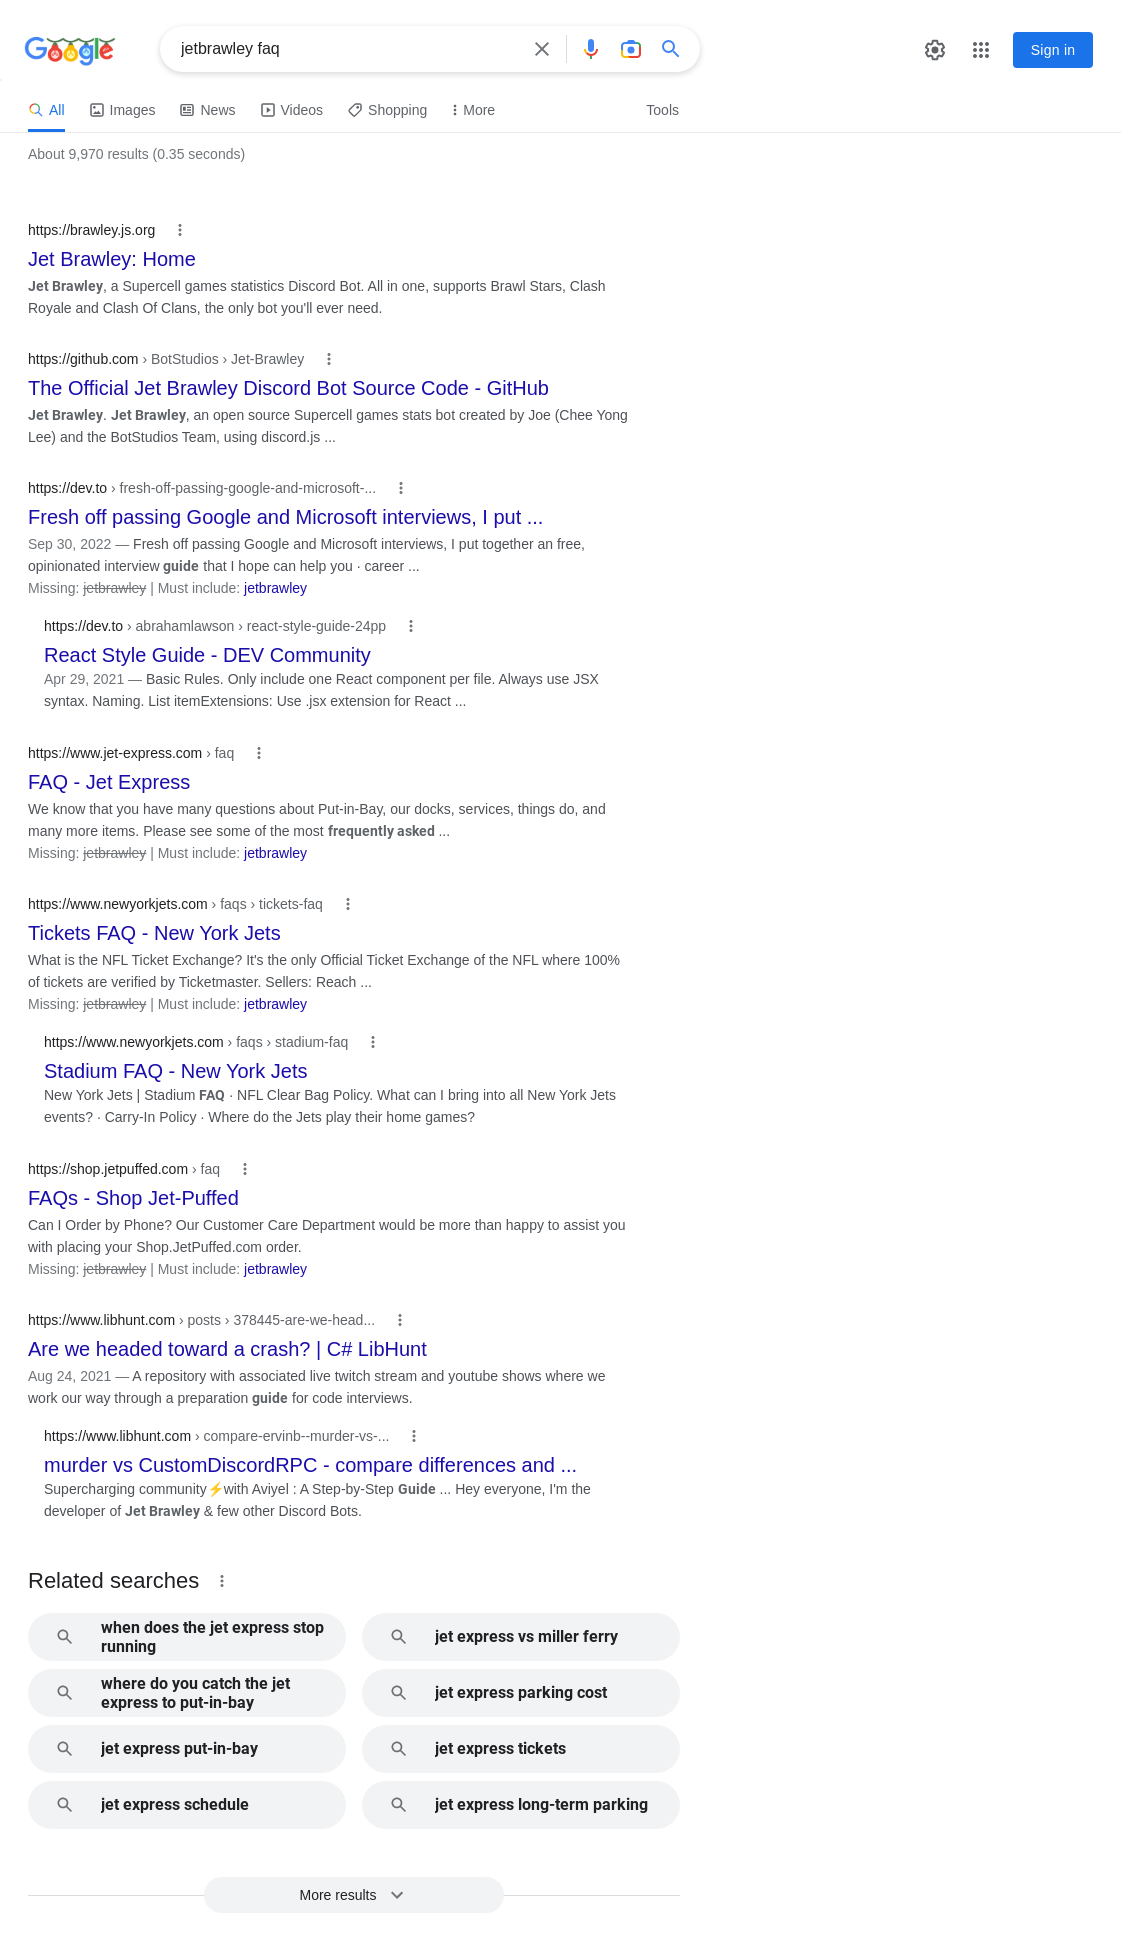 Google
jetbrawley faq
Sign in
All
Images
News
Videos
Shopping
More
Tools
About 9,970 results (0.35 seconds)
https://brawley.js.org
Jet Brawley: Home
Jet Brawley, a Supercell games statistics Discord Bot. All in one, supports Brawl Stars, Clash
Royale and Clash Of Clans, the only bot you'll ever need.
https://github.com › BotStudios › Jet-Brawley
The Official Jet Brawley Discord Bot Source Code - GitHub
Jet Brawley. Jet Brawley, an open source Supercell games stats bot created by Joe (Chee Yong
Lee) and the BotStudios Team, using discord.js ...
https://dev.to › fresh-off-passing-google-and-microsoft-...
Fresh off passing Google and Microsoft interviews, I put ...
Sep 30, 2022 — Fresh off passing Google and Microsoft interviews, I put together an free,
opinionated interview guide that I hope can help you · career ...
Missing: jetbrawley | Must include: jetbrawley
https://dev.to › abrahamlawson › react-style-guide-24pp
React Style Guide - DEV Community
Apr 29, 2021 — Basic Rules. Only include one React component per file. Always use JSX
syntax. Naming. List itemExtensions: Use .jsx extension for React ...
https://www.jet-express.com › faq
FAQ - Jet Express
We know that you have many questions about Put-in-Bay, our docks, services, things do, and
many more items. Please see some of the most frequently asked ...
Missing: jetbrawley | Must include: jetbrawley
https://www.newyorkjets.com › faqs › tickets-faq
Tickets FAQ - New York Jets
What is the NFL Ticket Exchange? It's the only Official Ticket Exchange of the NFL where 100%
of tickets are verified by Ticketmaster. Sellers: Reach ...
Missing: jetbrawley | Must include: jetbrawley
https://www.newyorkjets.com › faqs › stadium-faq
Stadium FAQ - New York Jets
New York Jets | Stadium FAQ · NFL Clear Bag Policy. What can I bring into all New York Jets
events? · Carry-In Policy · Where do the Jets play their home games?
https://shop.jetpuffed.com › faq
FAQs - Shop Jet-Puffed
Can I Order by Phone? Our Customer Care Department would be more than happy to assist you
with placing your Shop.JetPuffed.com order.
Missing: jetbrawley | Must include: jetbrawley
https://www.libhunt.com › posts › 378445-are-we-head...
Are we headed toward a crash? | C# LibHunt
Aug 24, 2021 — A repository with associated live twitch stream and youtube shows where we
work our way through a preparation guide for code interviews.
https://www.libhunt.com › compare-ervinb--murder-vs-...
murder vs CustomDiscordRPC - compare differences and ...
Supercharging community⚡with Aviyel : A Step-by-Step Guide ... Hey everyone, I'm the
developer of Jet Brawley & few other Discord Bots.
Related searches
when does the jet express stop
running
jet express vs miller ferry
where do you catch the jet
express to put-in-bay
jet express parking cost
jet express put-in-bay
jet express tickets
jet express schedule
jet express long-term parking
More results